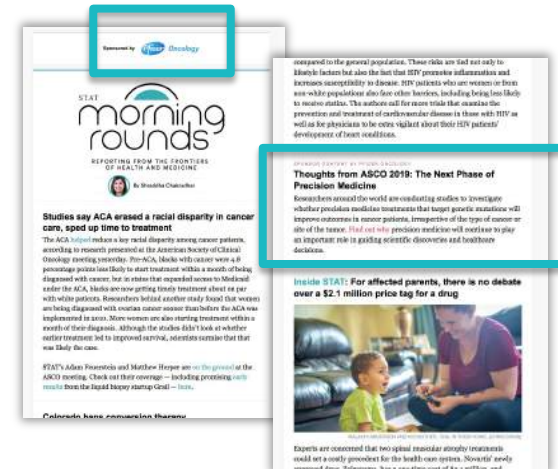 Sponsored by Pfizer Oncology
STAT
morning
rounds
REPORTING FROM THE FRONTIERS
OF HEALTH AND MEDICINE
By Shraddha Chakradhar
Studies say ACA erased a racial disparity in cancer
care, sped up time to treatment
The ACA helped reduce a key racial disparity among cancer patients,
according to research presented at the American Society of Clinical
Oncology meeting yesterday. Pre-ACA, blacks with cancer were 4.8
percentage points less likely to start treatment within a month of being
diagnosed with cancer, but in states that expanded access to Medicaid
under the ACA, blacks are now getting timely treatment about on par
with white patients. Researchers behind another study found that women
are being diagnosed with ovarian cancer sooner than before the ACA was
implemented in 2010. More women are also starting treatment within a
month of their diagnosis. Although the studies didn't look at whether
earlier treatment led to improved survival, scientists surmise that that
was likely the case.
STAT's Adam Feuerstein and Matthew Herper are on the ground at the
ASCO meeting. Check out their coverage — including promising early
results from the liquid biopsy startup Grail — here.
Colorado bans conversion therapy
compared to the general population. These risks are tied not only to
lifestyle factors but also the fact that HIV promotes inflammation and
increases susceptibility to disease. HIV patients who are women or from
non-white populations also face other barriers, including being less likely
to receive statins. The authors call for more trials that examine the
prevention and treatment of cardiovascular disease in those with HIV as
well as for physicians to be extra vigilant about their HIV patients'
development of heart conditions.
SPONSOR CONTENT BY PFIZER ONCOLOGY
Thoughts from ASCO 2019: The Next Phase of
Precision Medicine
Researchers around the world are conducting studies to investigate
whether precision medicine treatments that target genetic mutations will
improve outcomes in cancer patients, irrespective of the type of cancer or
site of the tumor. Find out why precision medicine will continue to play
an important role in guiding scientific discoveries and healthcare
decisions.
Inside STAT: For affected parents, there is no debate
over a $2.1 million price tag for a drug
Experts are concerned that two spinal muscular atrophy treatments
could set a costly precedent for the health care system. Novartis' newly